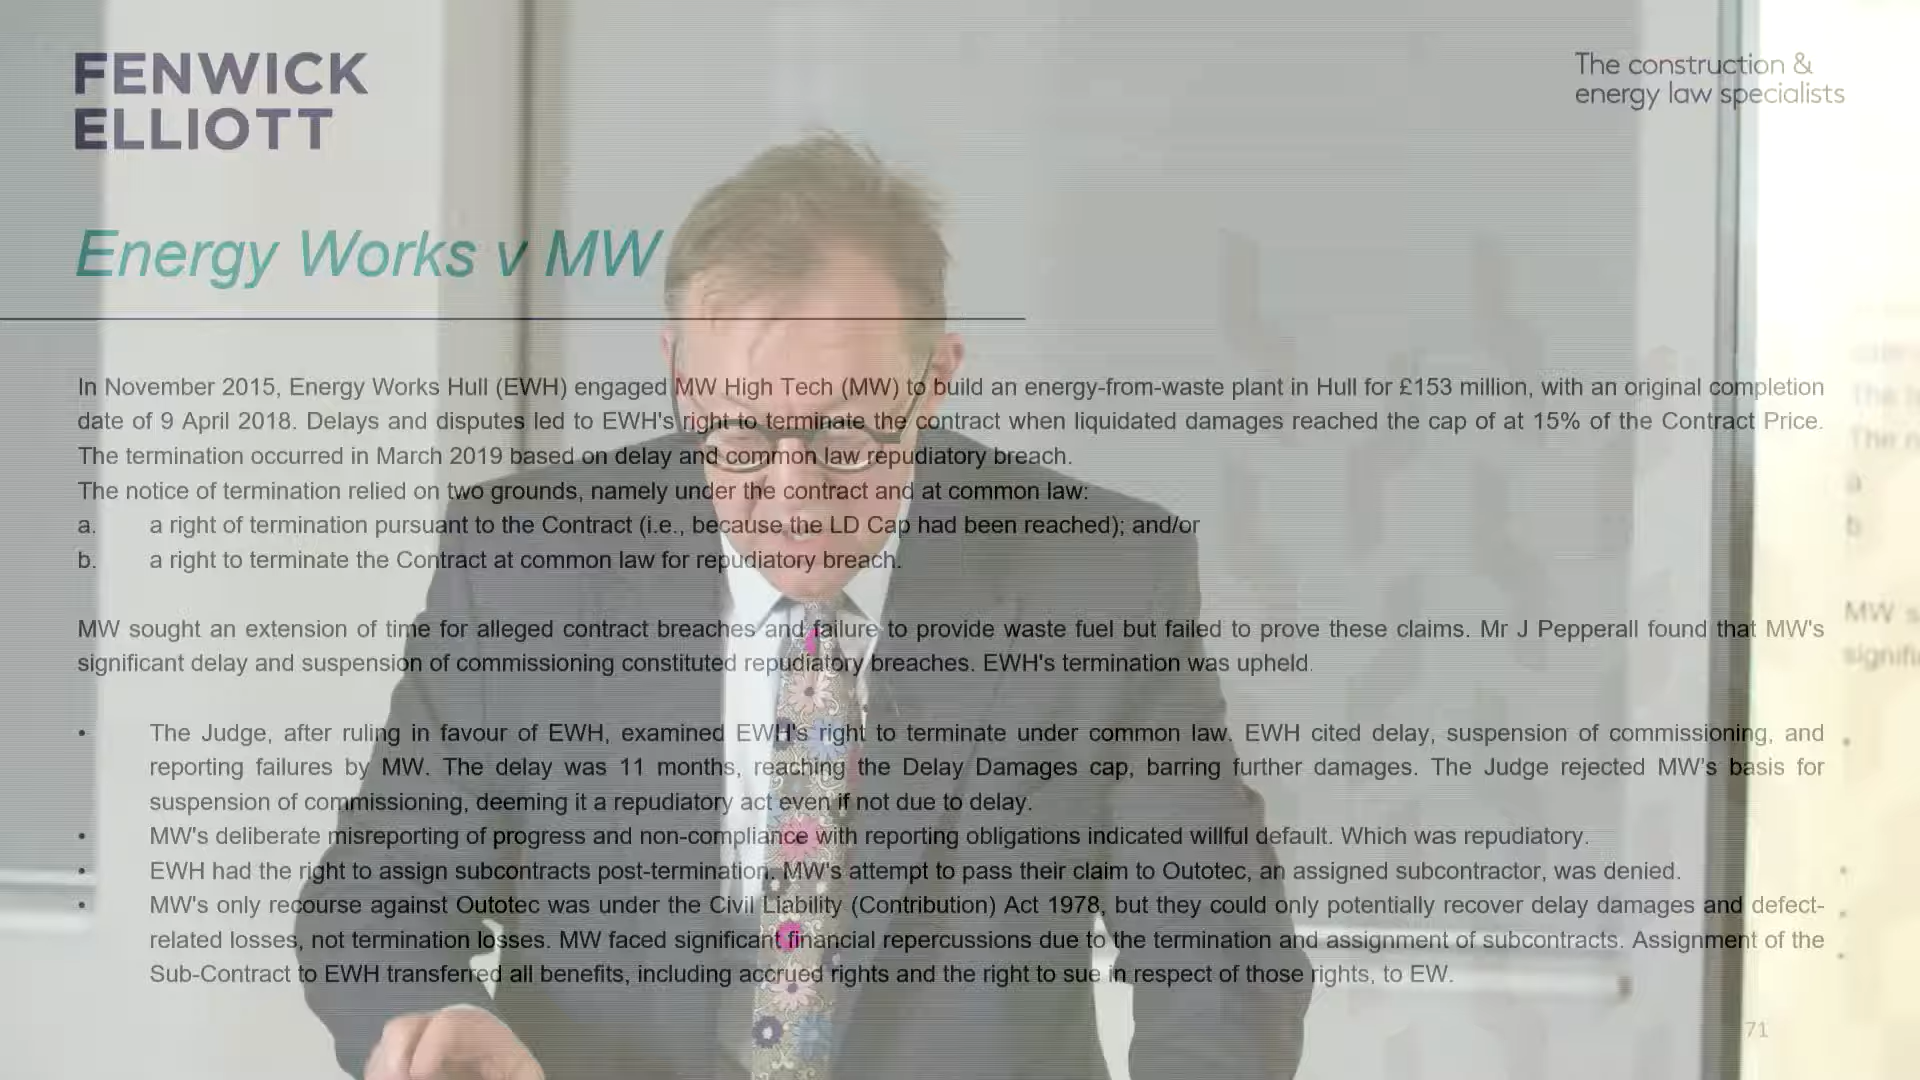 FENWICK
ELLIOTT
The construction &
energy law specialists
Energy Works v MW
In November 2015, Energy Works Hull (EWH) engaged MW High Tech (MW) to build an energy-from-waste plant in Hull for £153 million, with an original completion
date of 9 April 2018. Delays and disputes led to EWH's right to terminate the contract when liquidated damages reached the cap of at 15% of the Contract Price.
The termination occurred in March 2019 based on delay and common law repudiatory breach.
The notice of termination relied on two grounds, namely under the contract and at common law:
a. a right of termination pursuant to the Contract (i.e., because the LD Cap had been reached); and/or
b. a right to terminate the Contract at common law for repudiatory breach.
MW sought an extension of time for alleged contract breaches and failure to provide waste fuel but failed to prove these claims. Mr J Pepperall found that MW's
significant delay and suspension of commissioning constituted repudiatory breaches. EWH's termination was upheld.
• The Judge, after ruling in favour of EWH, examined EWH's right to terminate under common law. EWH cited delay, suspension of commissioning, and
reporting failures by MW. The delay was 11 months, reaching the Delay Damages cap, barring further damages. The Judge rejected MW's basis for
suspension of commissioning, deeming it a repudiatory act even if not due to delay.
• MW's deliberate misreporting of progress and non-compliance with reporting obligations indicated willful default. Which was repudiatory.
• EWH had the right to assign subcontracts post-termination. MW's attempt to pass their claim to Outotec, an assigned subcontractor, was denied.
• MW's only recourse against Outotec was under the Civil Liability (Contribution) Act 1978, but they could only potentially recover delay damages and defect-
related losses, not termination losses. MW faced significant financial repercussions due to the termination and assignment of subcontracts. Assignment of the
Sub-Contract to EWH transferred all benefits, including accrued rights and the right to sue in respect of those rights, to EW.
71